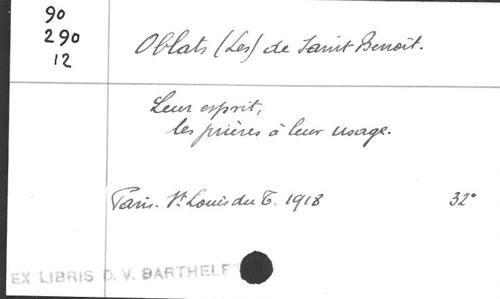 90
290
12
Oblats (Les) de Saint Benoît.
Leur esprit,
les prières à leur usage.
Paris. St Louis du T. 1918 32°
EX LIBRIS D. V. BARTHELE